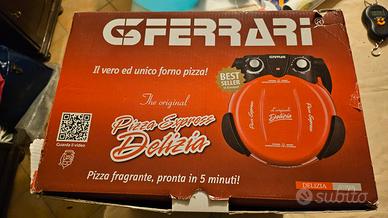 G3FERRARI
Il vero ed unico forno pizza!
BEST
SELLER
The original
Pizza Express
Delizia
Guarda il video
Pizza fragrante, pronta in 5 minuti!
DELIZIA
Subito